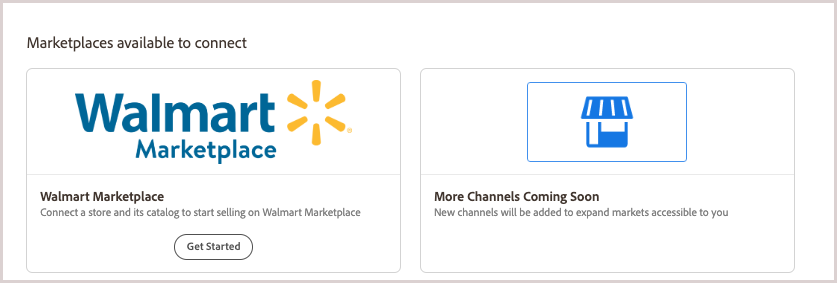 Marketplaces available to connect
Walmart
Marketplace
Walmart Marketplace
Connect a store and its catalog to start selling on Walmart Marketplace
Get Started
More Channels Coming Soon
New channels will be added to expand markets accessible to you